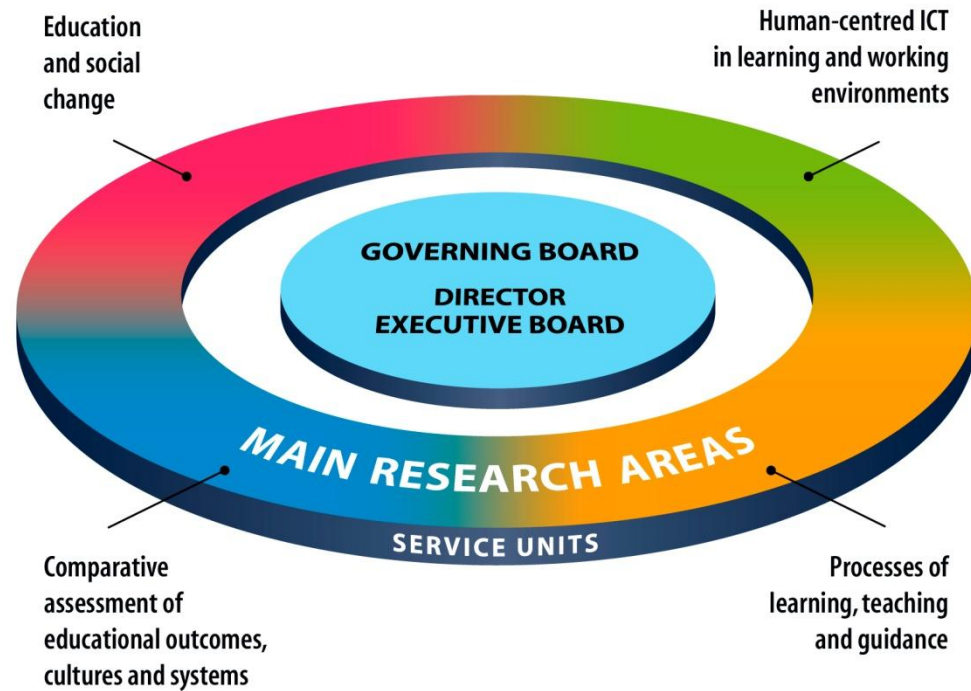 Education
and social
change
Human-centred ICT
in learning and working
environments
GOVERNING BOARD
DIRECTOR
EXECUTIVE BOARD
MAIN RESEARCH AREAS
SERVICE UNITS
Comparative
assessment of
educational outcomes,
cultures and systems
Processes of
learning, teaching
and guidance